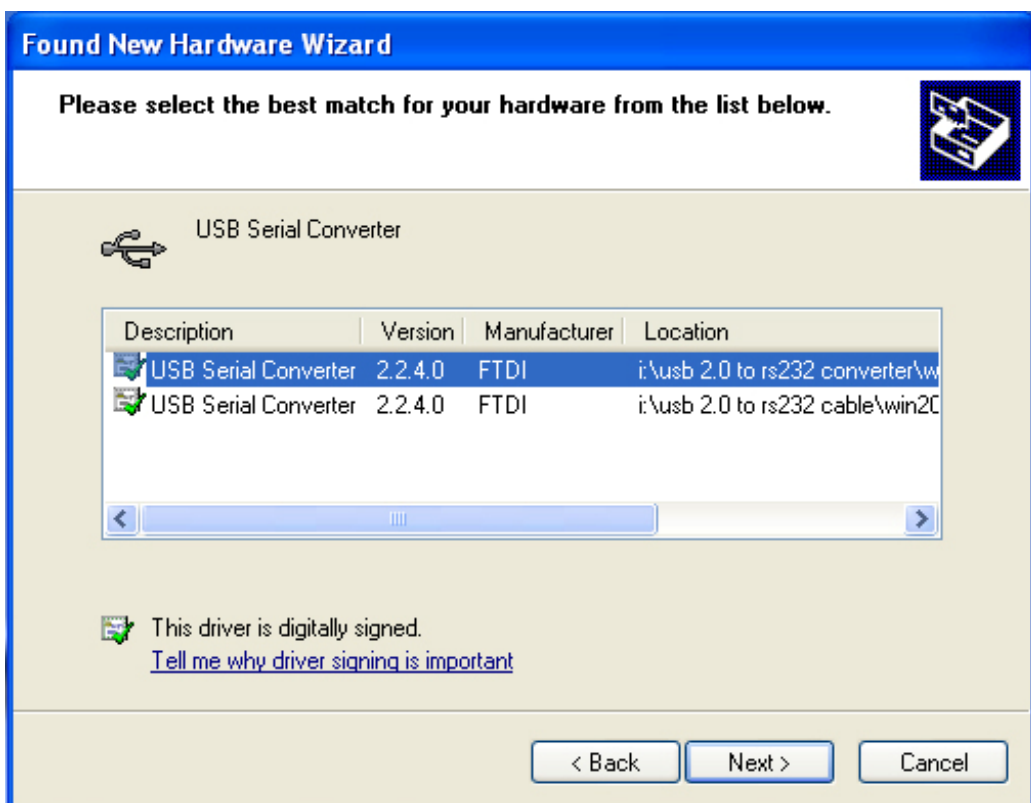 Found New Hardware Wizard
Please select the best match for your hardware from the list below.
USB Serial Converter
Description Version Manufacturer Location
USB Serial Converter 2.2.4.0 FTDI i:\usb 2.0 to rs232 converter\w
USB Serial Converter 2.2.4.0 FTDI i:\usb 2.0 to rs232 cable\win20
This driver is digitally signed.
Tell me why driver signing is important
< Back Next > Cancel